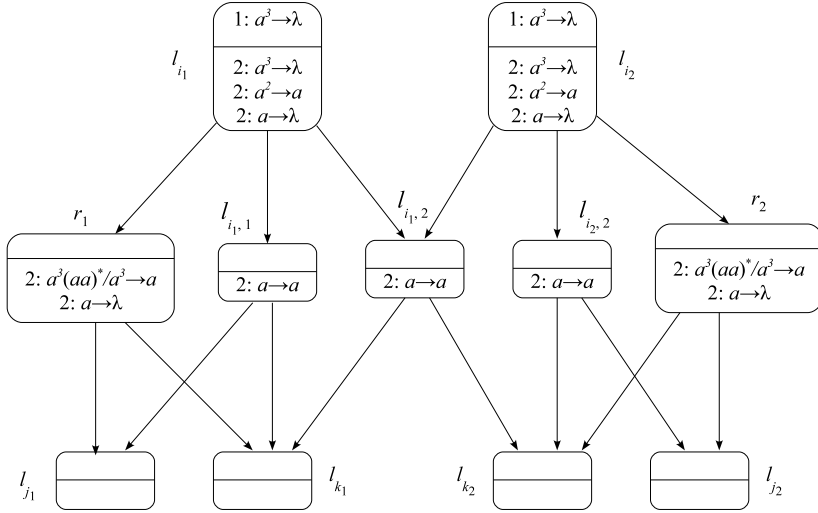 1: a³→λ
1: a³→λ
l_{i_1}
2: a³→λ
2: a²→a
2: a→λ
2: a³→λ
2: a²→a
2: a→λ
l_{i_2}
r_1
l_{i_1, 1}
l_{i_1, 2}
l_{i_2, 2}
r_2
2: a³(aa)^*/a³→a
2: a→λ
2: a→a
2: a→a
2: a→a
2: a³(aa)^*/a³→a
2: a→λ
l_{j_1}
l_{k_1}
l_{k_2}
l_{j_2}